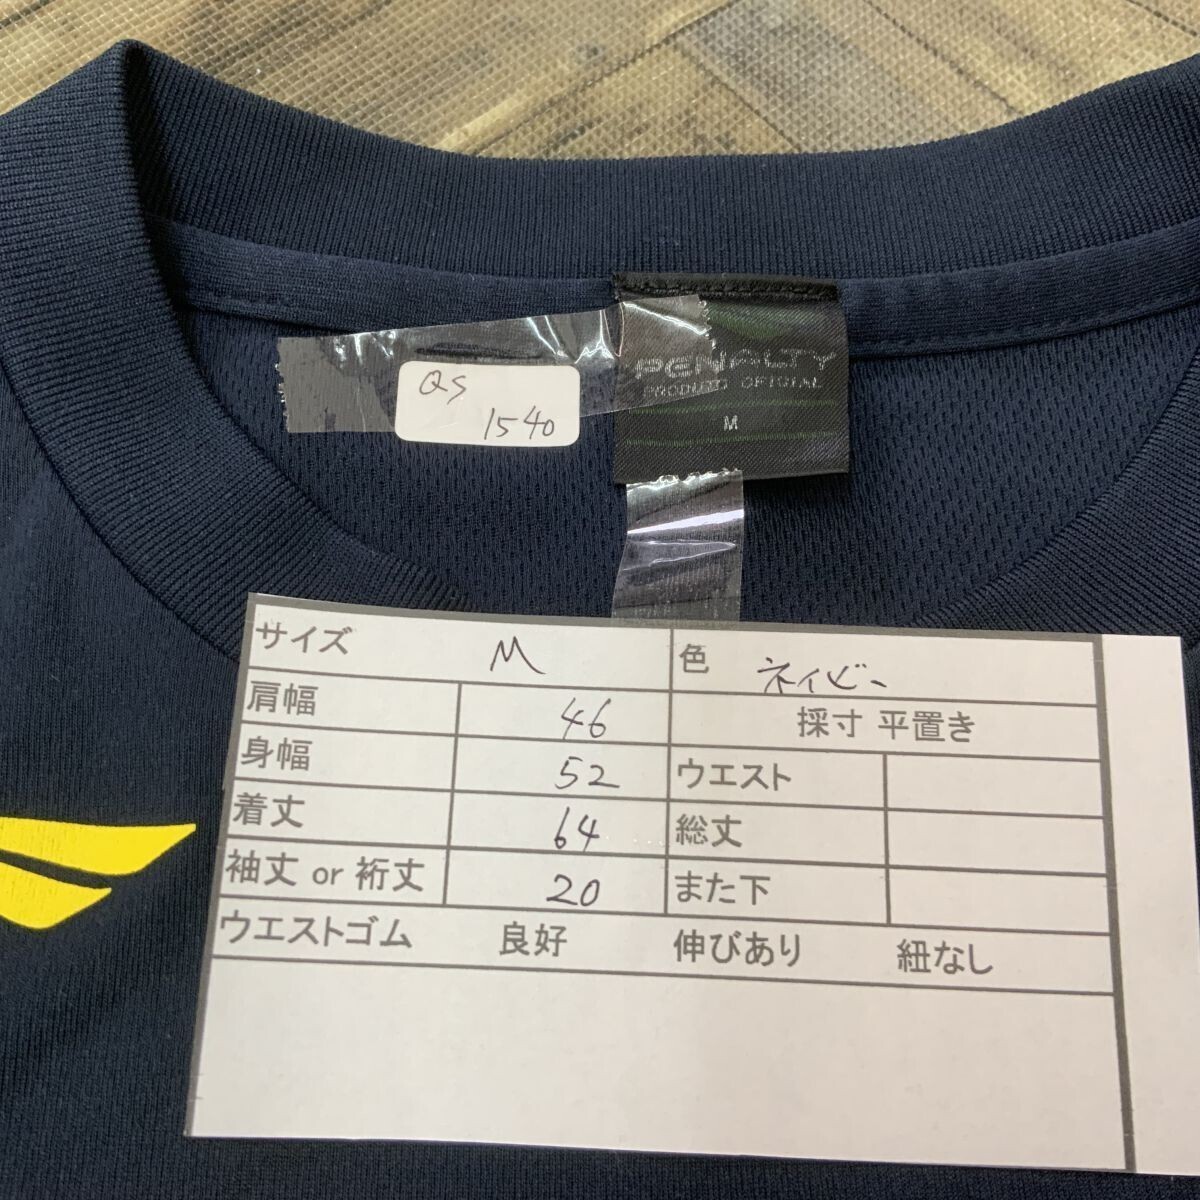 PENALTY
PRODUTO OFICIAL
M
QS
1540
サイズ M 色 ネイビー
肩幅 46 採寸 平置き
身幅 52 ウエスト
着丈 64 総丈
袖丈 or 裄丈 20 また下
ウエストゴム 良好 伸びあり 紐なし